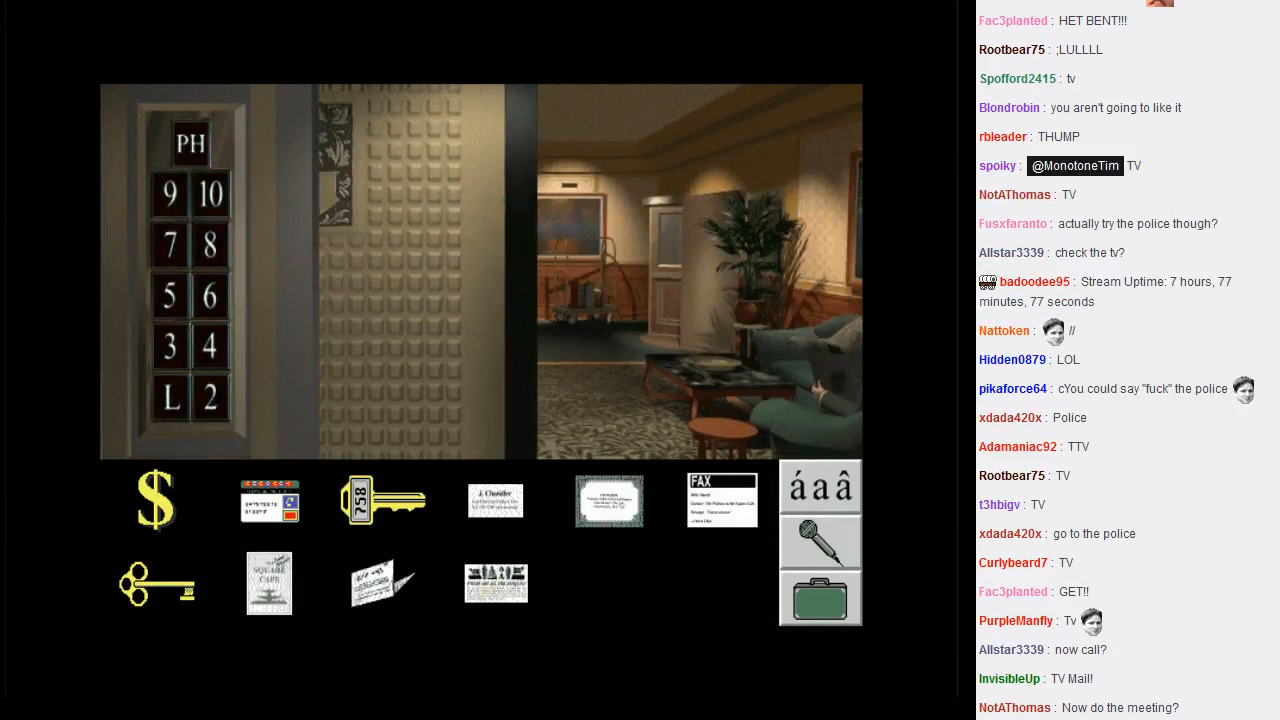 PH
9 10
7 8
5 6
3 4
L 2
$
758
J. Chandler
FAX
SQUARE
CAFE
á a â
Fac3planted : HET BENT!!!
Rootbear75 : ;LULLLL
Spofford2415 : tv
Blondrobin : you aren't going to like it
rbleader : THUMP
spoiky : @MonotoneTim TV
NotAThomas : TV
Fusxfaranto : actually try the police though?
Allstar3339 : check the tv?
badoodee95 : Stream Uptime: 7 hours, 77
minutes, 77 seconds
Nattoken : //
Hidden0879 : LOL
pikaforce64 : cYou could say "fuck" the police
xdada420x : Police
Adamaniac92 : TTV
Rootbear75 : TV
t3hbigv : TV
xdada420x : go to the police
Curlybeard7 : TV
Fac3planted : GET!!
PurpleManfly : Tv
Allstar3339 : now call?
InvisibleUp : TV Mail!
NotAThomas : Now do the meeting?